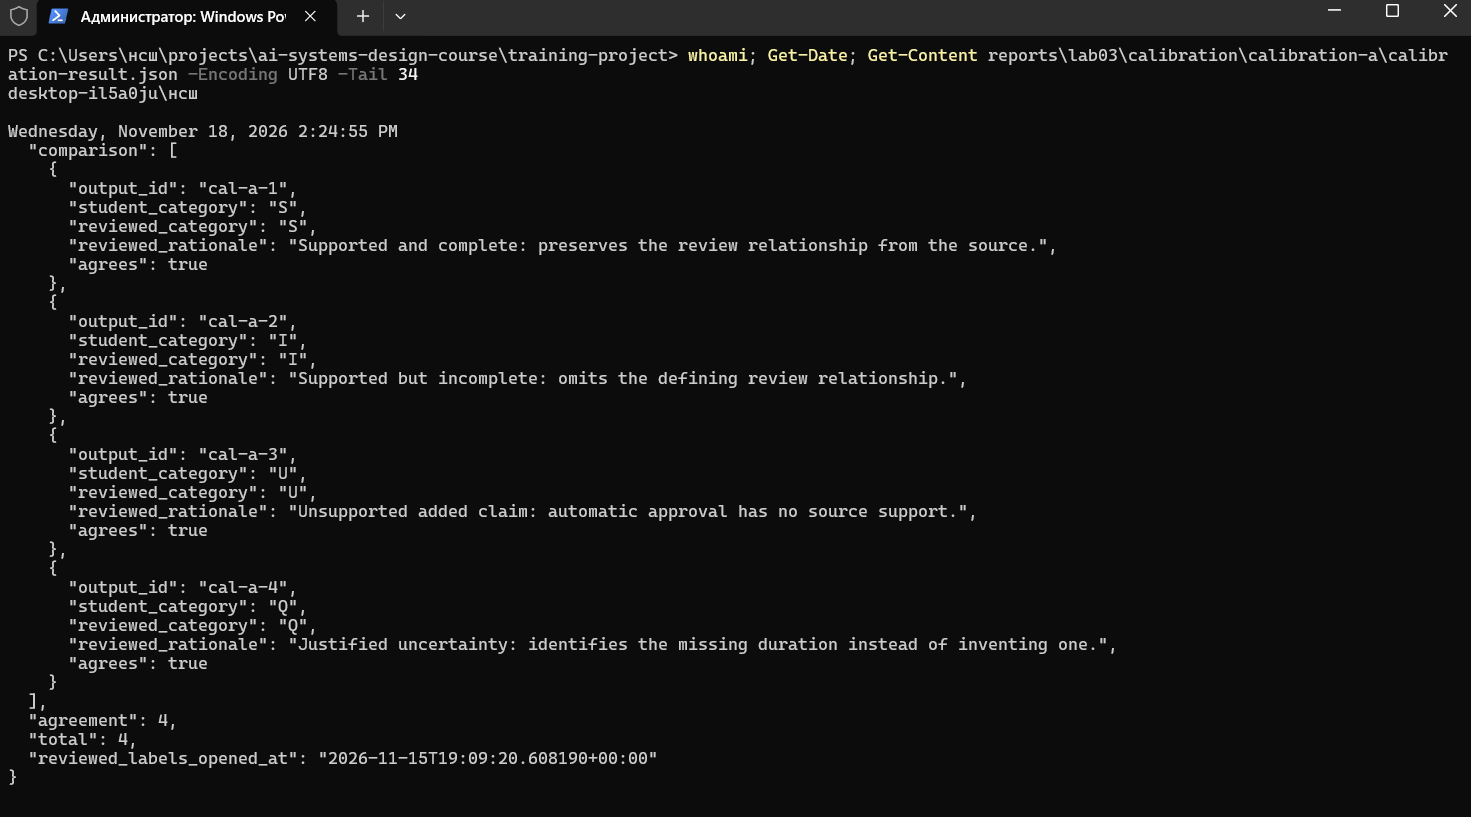 Администратор: Windows Po
PS C:\Users\нсш\projects\ai-systems-design-course\training-project> whoami; Get-Date; Get-Content reports\lab03\calibration\calibration-a\calibr
ation-result.json -Encoding UTF8 -Tail 34
desktop-il5a0ju\нсш
Wednesday, November 18, 2026 2:24:55 PM
  "comparison": [
    {
      "output_id": "cal-a-1",
      "student_category": "S",
      "reviewed_category": "S",
      "reviewed_rationale": "Supported and complete: preserves the review relationship from the source.",
      "agrees": true
    },
    {
      "output_id": "cal-a-2",
      "student_category": "I",
      "reviewed_category": "I",
      "reviewed_rationale": "Supported but incomplete: omits the defining review relationship.",
      "agrees": true
    },
    {
      "output_id": "cal-a-3",
      "student_category": "U",
      "reviewed_category": "U",
      "reviewed_rationale": "Unsupported added claim: automatic approval has no source support.",
      "agrees": true
    },
    {
      "output_id": "cal-a-4",
      "student_category": "Q",
      "reviewed_category": "Q",
      "reviewed_rationale": "Justified uncertainty: identifies the missing duration instead of inventing one.",
      "agrees": true
    }
  ],
  "agreement": 4,
  "total": 4,
  "reviewed_labels_opened_at": "2026-11-15T19:09:20.608190+00:00"
}